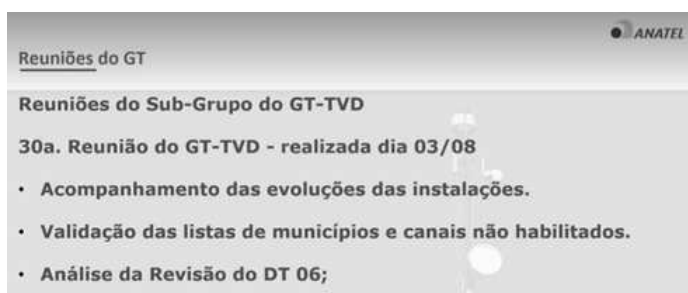 ANATEL
Reuniões do GT
Reuniões do Sub-Grupo do GT-TVD
30a. Reunião do GT-TVD - realizada dia 03/08
• Acompanhamento das evoluções das instalações.
• Validação das listas de municípios e canais não habilitados.
• Análise da Revisão do DT 06;